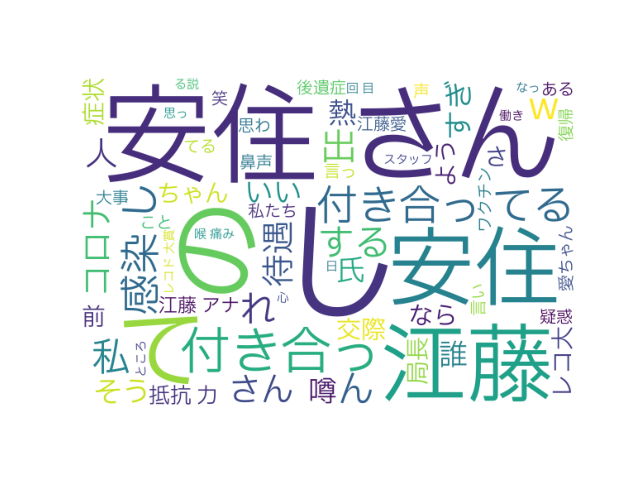 安住 さん
の
し
て
安住
江藤
付き合ってる
付き合っ
コロナ
感染 し
待遇
する
氏
出
熱
江藤愛
症状
る説
後遺症
回目
声
なっ
ある
すぎ
w
復帰
働き
人
思っ
笑
思わ
てる
鼻声
言っ
スタッフ
よう
さ
ワクチン
大事
ちゃん
いい
私たち
こと
喉 痛み
レコード大賞
日
愛ちゃん
前
江藤 アナ
れ
心
なら
言い
疑惑
私
ところ
交際
局長
誰
レコ大
そう
抵抗 力
さん
噂
ん